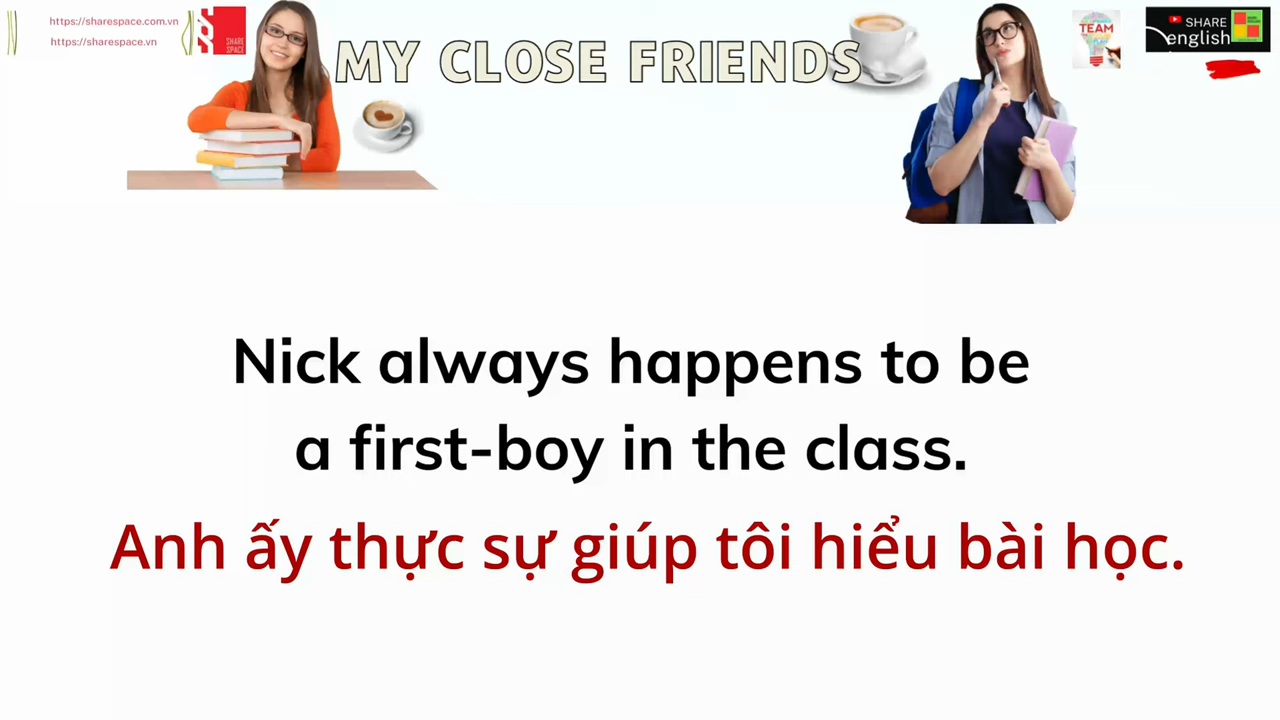 https://sharespace.com.vn
https://sharespace.vn
SHARE
SPACE
MY CLOSE FRIENDS
TEAM
SHARE
english
Nick always happens to be
a first-boy in the class.
Anh ấy thực sự giúp tôi hiểu bài học.